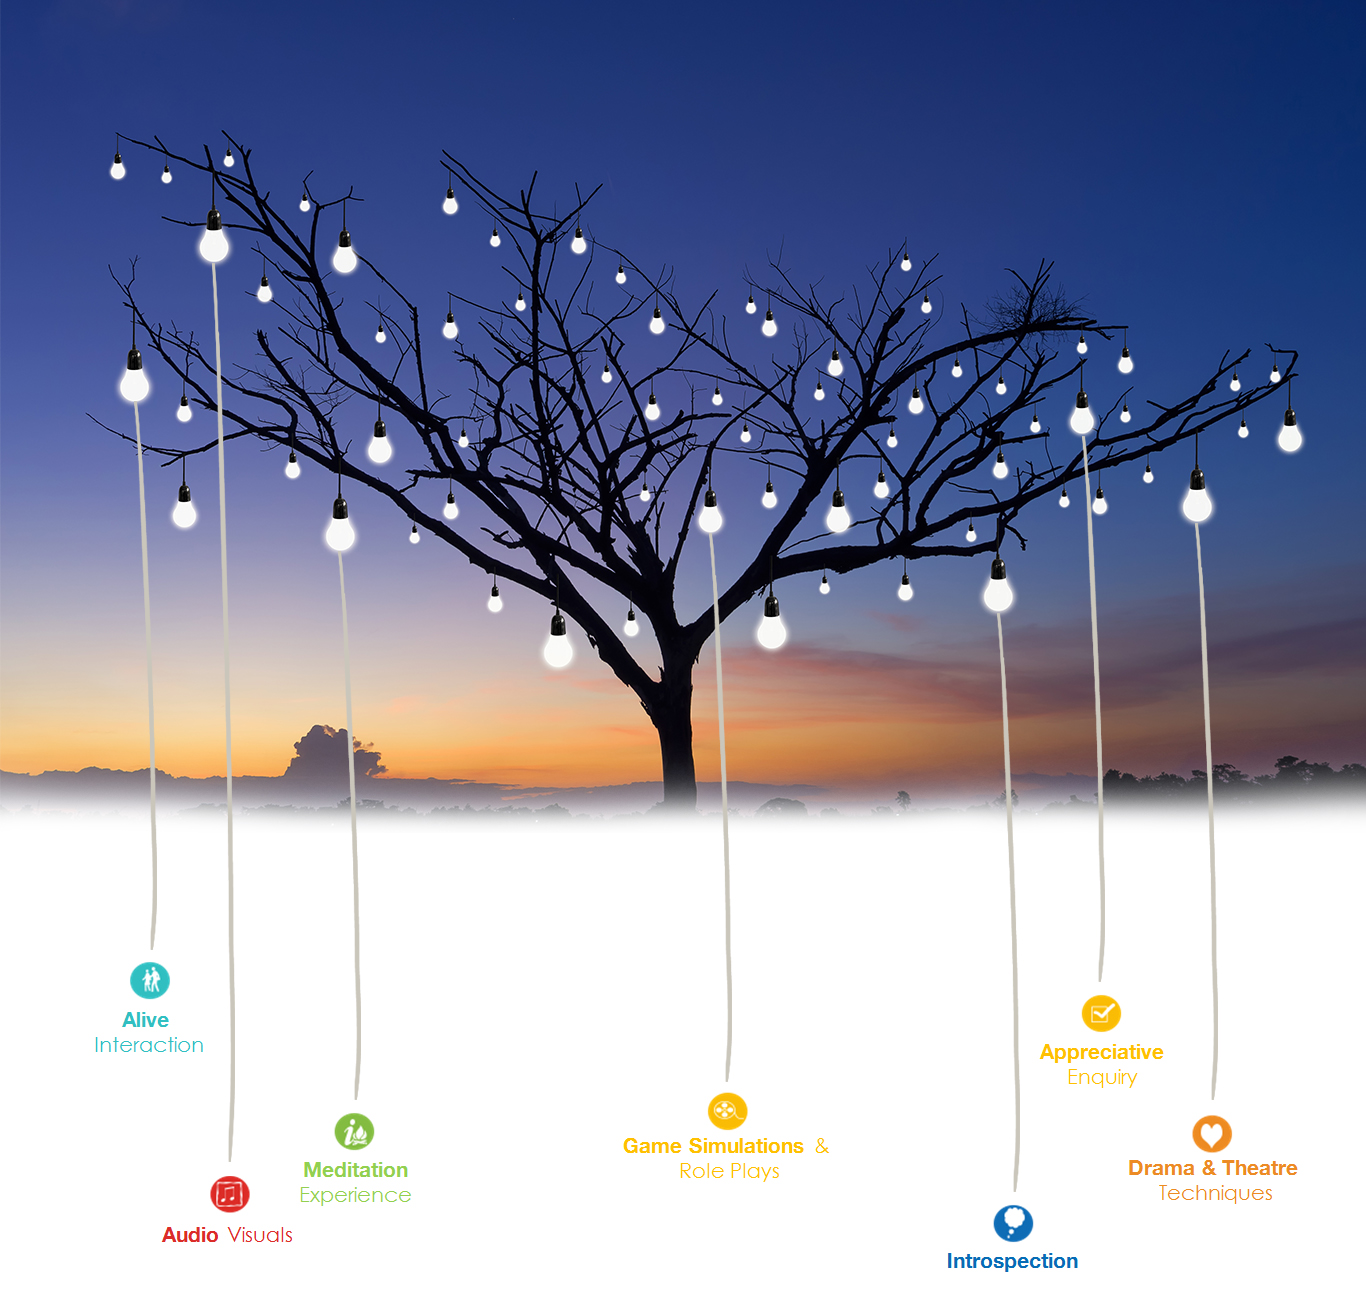 Alive
Interaction
Audio Visuals
Meditation
Experience
Game Simulations &
Role Plays
Introspection
Appreciative
Enquiry
Drama & Theatre
Techniques